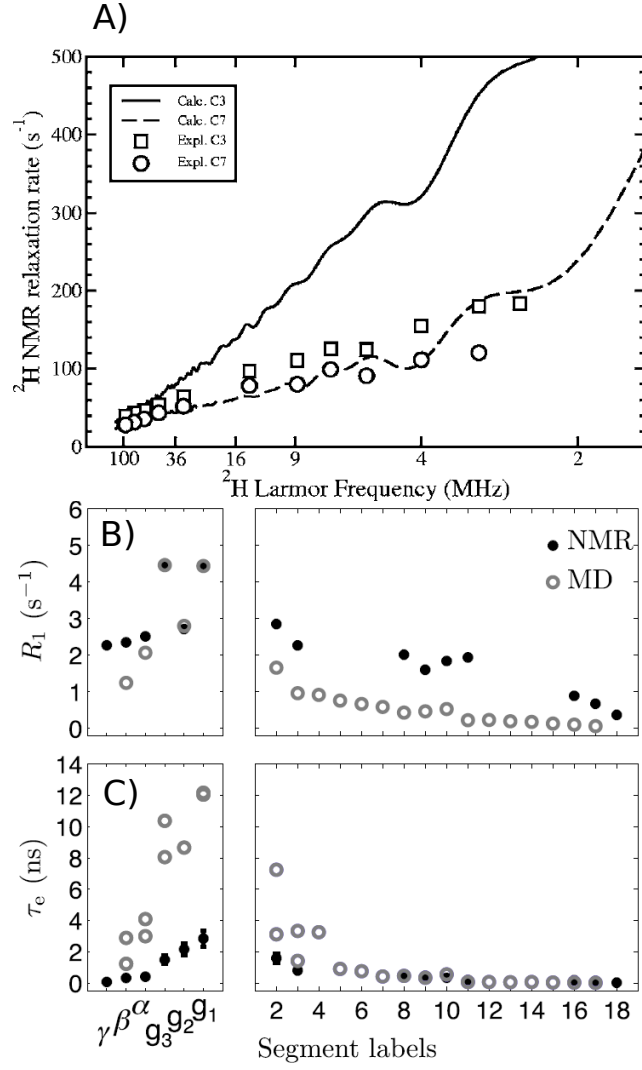 A)
500
400
300
200
100
0
²H NMR relaxation rate (s⁻¹)
Calc. C3
Calc. C7
Expl. C3
Expl. C7
100 36 16 9 4 2
²H Larmor Frequency (MHz)
B)
6
5
4
3
2
1
0
R₁ (s⁻¹)
NMR
MD
C)
14
12
10
8
6
4
2
0
τₑ (ns)
γ β α g₃ g₂ g₁
2 4 6 8 10 12 14 16 18
Segment labels